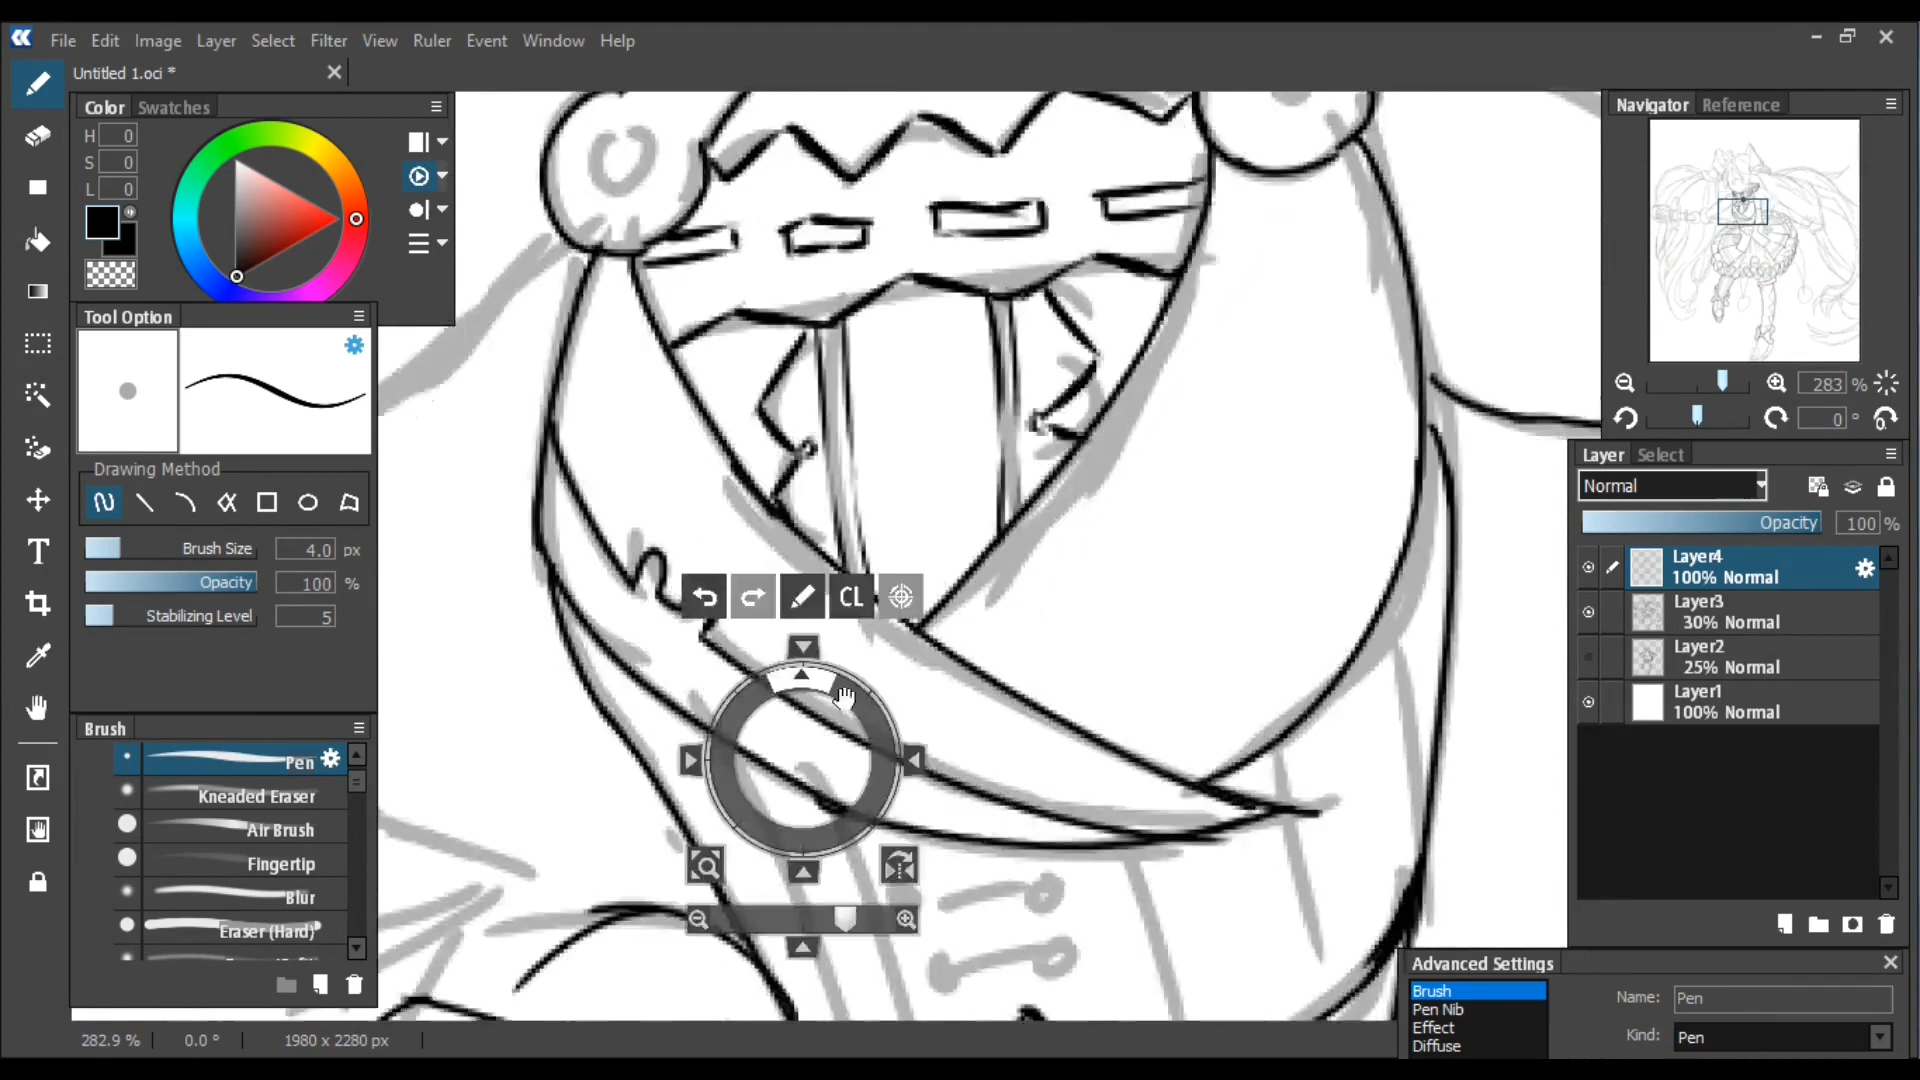 File Edit Image Layer Select Filter View Ruler Event Window Help
Untitled 1.oci *
Color Swatches
H 0
S 0
L 0
Tool Option
Drawing Method
Brush Size 4.0 px
Opacity 100 %
Stabilizing Level 5
Brush
Pen
Kneaded Eraser
Air Brush
Fingertip
Blur
Eraser (Hard)
282.9 % 0.0 ° 1980 x 2280 px
CL
Navigator Reference
283 %
0 °
Layer Select
Normal
Opacity 100 %
Layer4
100% Normal
Layer3
30% Normal
Layer2
25% Normal
Layer1
100% Normal
Advanced Settings
Brush
Pen Nib
Effect
Diffuse
Name: Pen
Kind: Pen